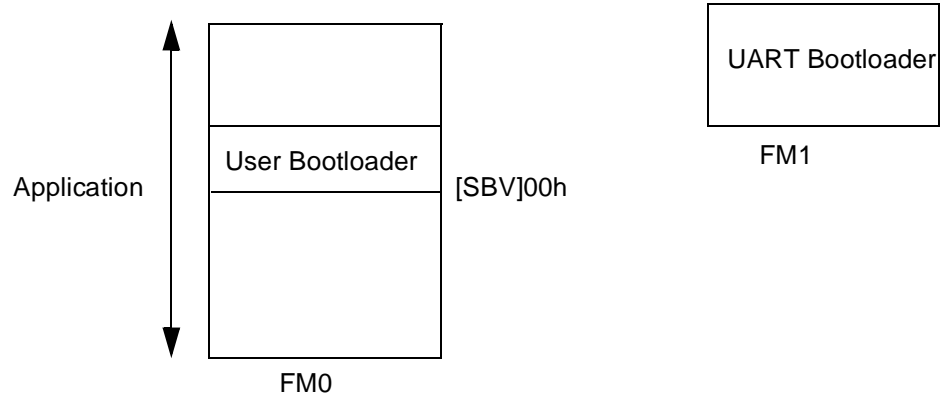 UART Bootloader
User Bootloader
FM1
Application
[SBV]00h
FM0